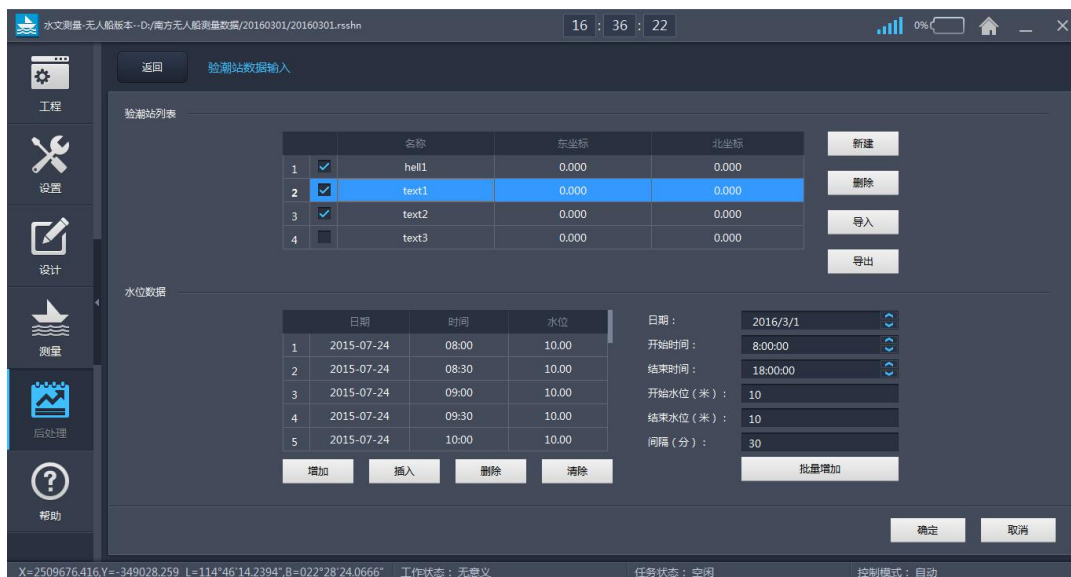 水文测量-无人船版本--D:/南方无人船测量数据/20160301/20160301.rsshn 16 : 36 : 22 0%
工程
设置
设计
测量
后处理
帮助
返回 验潮站数据输入
验潮站列表
名称 东坐标 北坐标
1 hell1 0.000 0.000
2 text1 0.000 0.000
3 text2 0.000 0.000
4 text3 0.000 0.000
新建
删除
导入
导出
水位数据
日期 时间 水位
1 2015-07-24 08:00 10.00
2 2015-07-24 08:30 10.00
3 2015-07-24 09:00 10.00
4 2015-07-24 09:30 10.00
5 2015-07-24 10:00 10.00
增加 插入 删除 清除
日期： 2016/3/1
开始时间： 8:00:00
结束时间： 18:00:00
开始水位（米）： 10
结束水位（米）： 10
间隔（分）： 30
批量增加
确定 取消
X=2509676.416,Y=-349028.259 L=114°46'14.2394",B=022°28'24.0666" 工作状态：无意义 任务状态：空闲 控制模式：自动